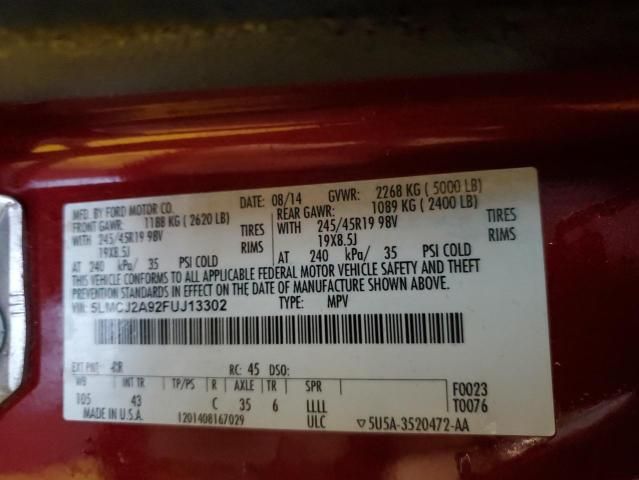 MFD. BY FORD MOTOR CO.
DATE: 08/14 GVWR: 2268 KG ( 5000 LB)
FRONT GAWR: 1188 KG ( 2620 LB)
REAR GAWR: 1089 KG ( 2400 LB)
WITH 245/45R19 98V TIRES
WITH 245/45R19 98V TIRES
19X8.5J RIMS
19X8.5J RIMS
AT 240 kPa/ 35 PSI COLD
AT 240 kPa/ 35 PSI COLD
THIS VEHICLE CONFORMS TO ALL APPLICABLE FEDERAL MOTOR VEHICLE SAFETY AND THEFT
PREVENTION STANDARDS IN EFFECT ON THE DATE OF MANUFACTURE SHOWN ABOVE.
VIN: 5LMCJ2A92FUJ13302 TYPE: MPV
EXT PNT: RR RC: 45 DSO:
WB INT TR TP/PS R AXLE TR SPR F0023
105 43 C 35 6 LLLL T0076
MADE IN U.S.A. 1201408167029 ULC ▽5U5A-3520472-AA